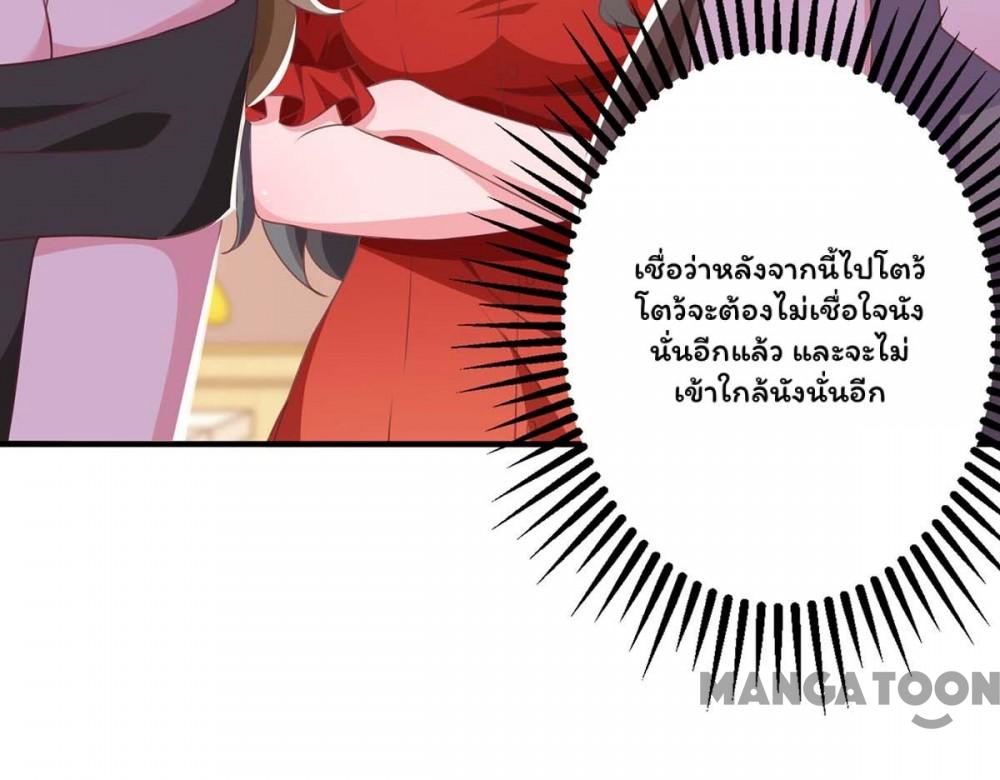 เชื่อว่าหลังจากนี้ไปโตว้
โตว้จะต้องไม่เชื่อใจนัง
นั่นอีกแล้ว และจะไม่
เข้าใกล้นังนั่นอีก
MANGATOON